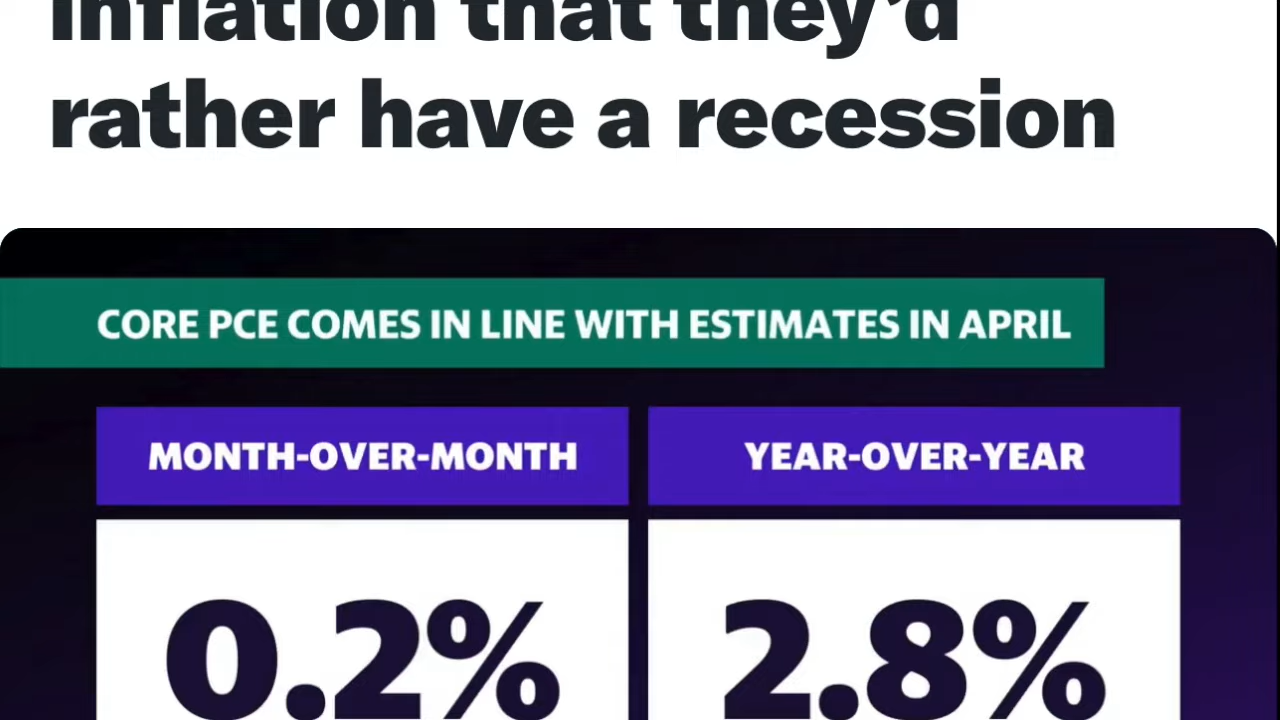 inflation that they’d
rather have a recession
CORE PCE COMES IN LINE WITH ESTIMATES IN APRIL
MONTH-OVER-MONTH
YEAR-OVER-YEAR
0.2%
2.8%